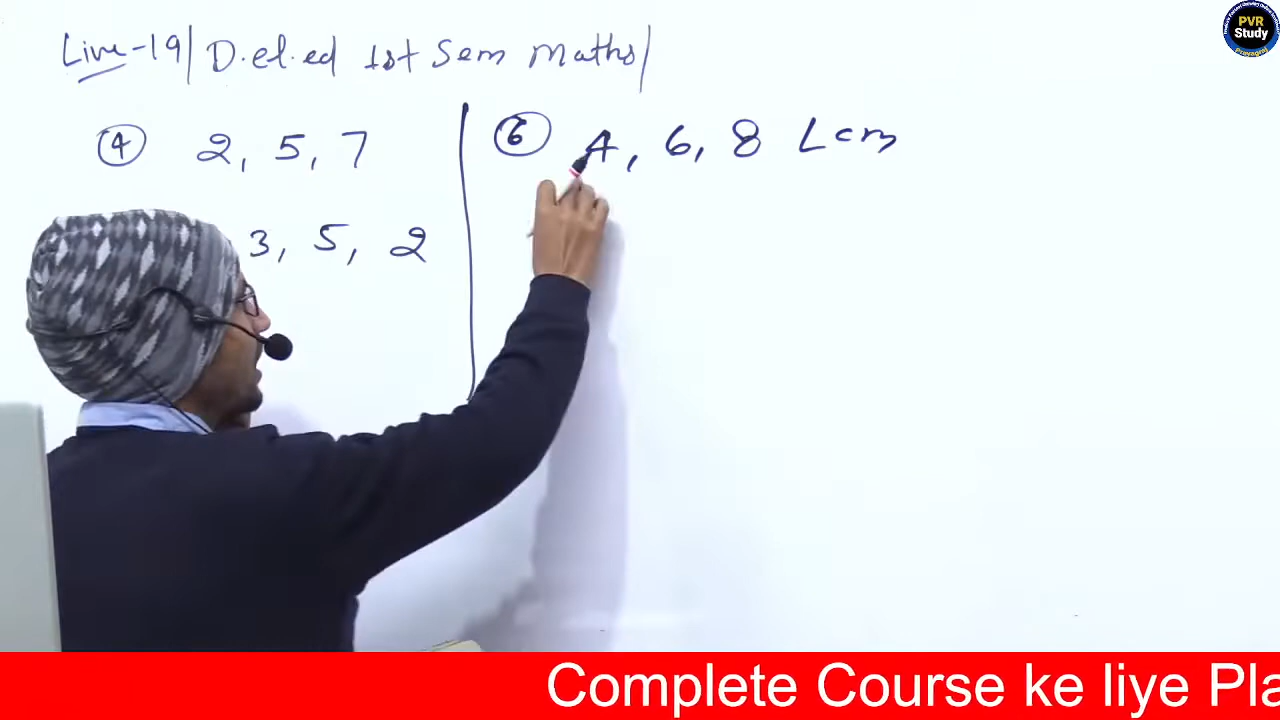 Live-19/ D.el.ed 1st Sem Maths/
④ 2, 5, 7
3, 5, 2
⑥ 4, 6, 8 Lcm
PVR
Study
Prayagraj
Complete Course ke liye Pla